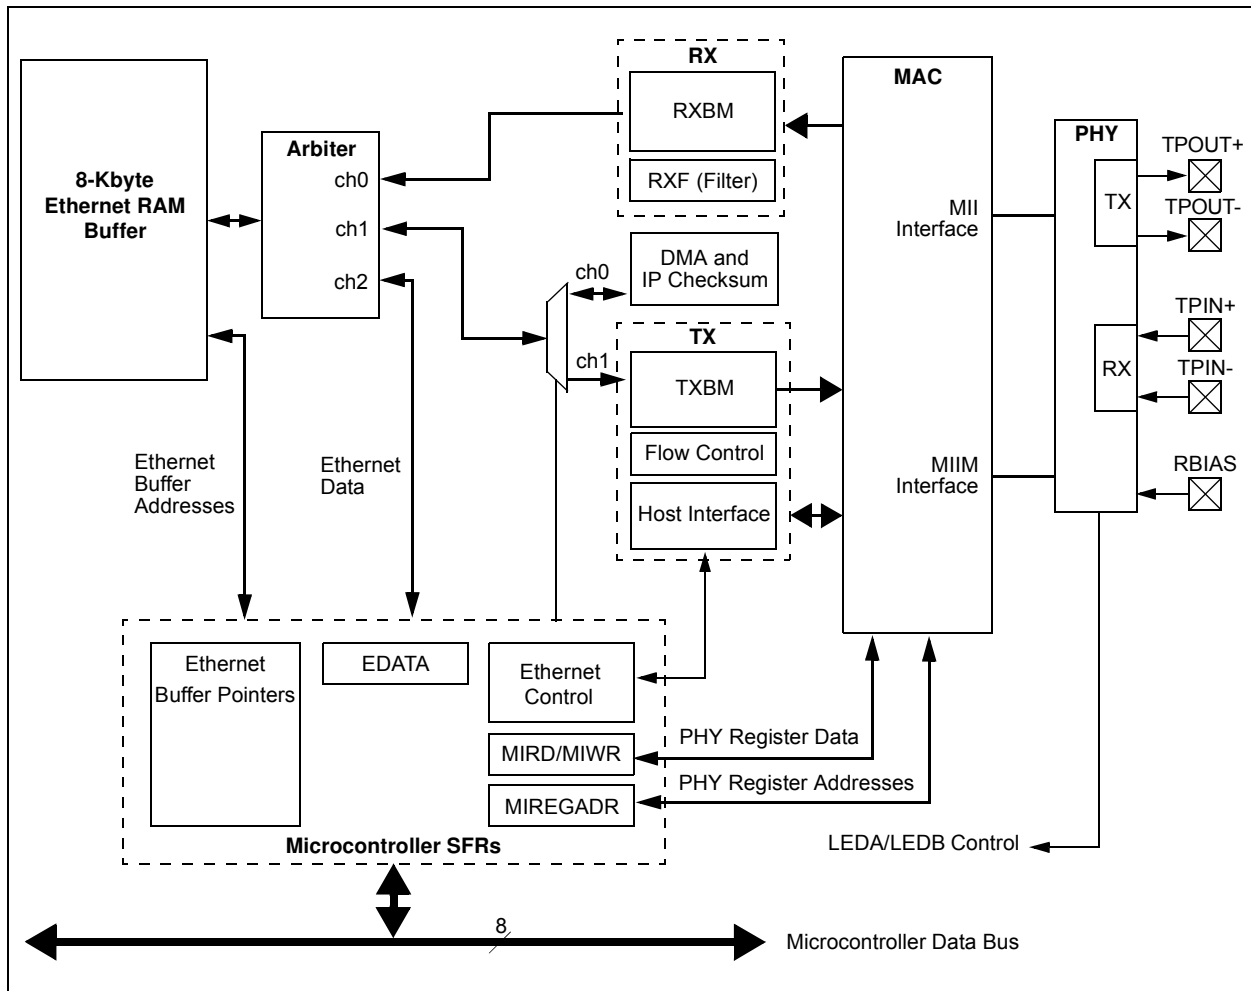 8-Kbyte
Ethernet RAM
Buffer
Arbiter
ch0
ch1
ch2
RX
RXBM
RXF (Filter)
DMA and
IP Checksum
ch0
ch1
TX
TXBM
Flow Control
Host Interface
MAC
MII
Interface
MIIM
Interface
PHY
TX
RX
TPOUT+
TPOUT-
TPIN+
TPIN-
RBIAS
Ethernet
Buffer
Addresses
Ethernet
Data
Ethernet
Buffer Pointers
EDATA
Ethernet
Control
MIRD/MIWR
MIREGADR
Microcontroller SFRs
PHY Register Data
PHY Register Addresses
LEDA/LEDB Control
8
Microcontroller Data Bus